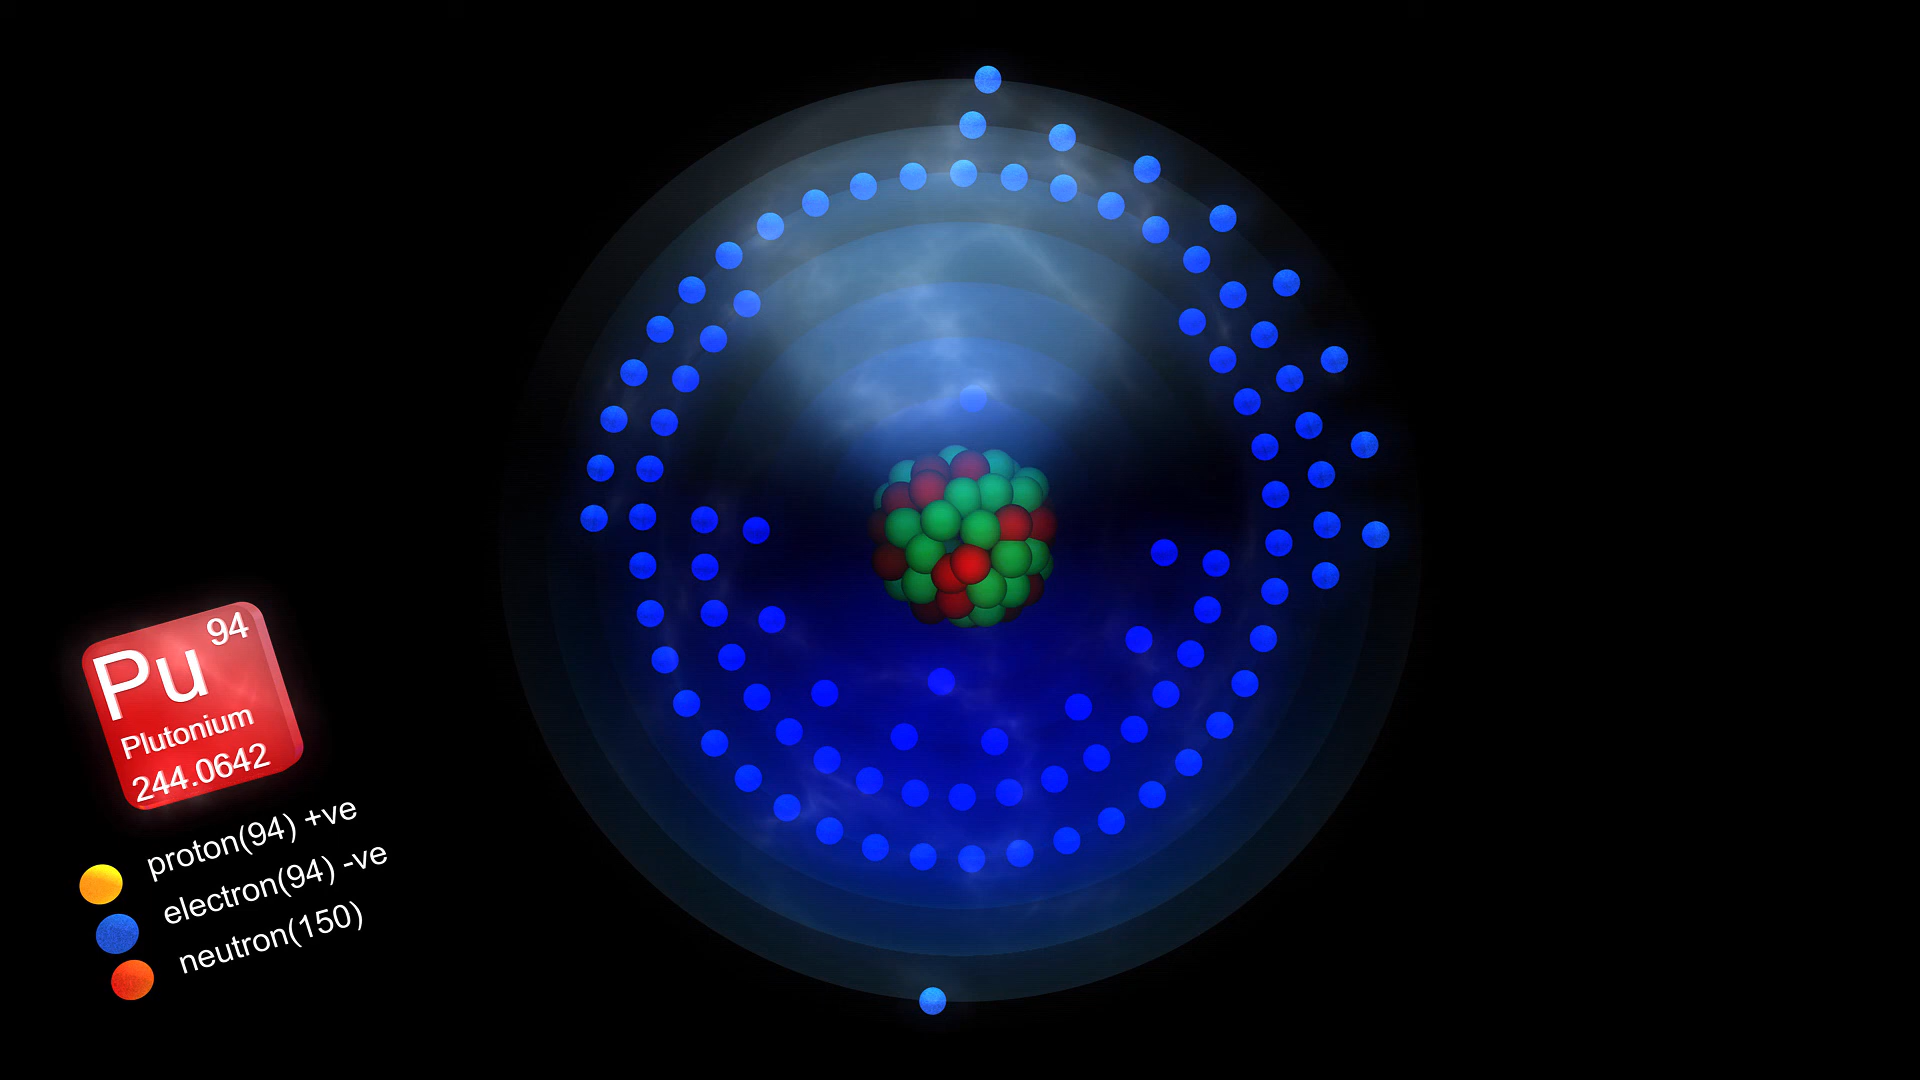 94
Pu
Plutonium
244.0642
proton(94) +ve
electron(94) -ve
neutron(150)